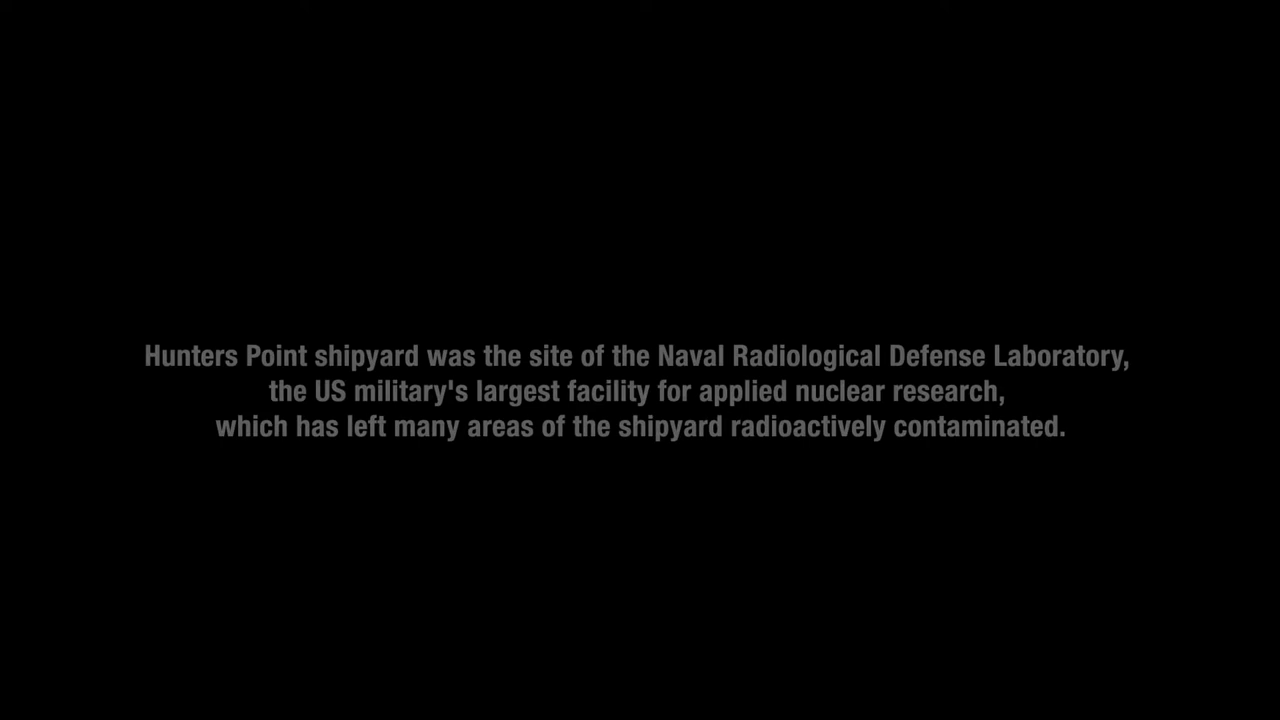 Hunters Point shipyard was the site of the Naval Radiological Defense Laboratory,
the US military's largest facility for applied nuclear research,
which has left many areas of the shipyard radioactively contaminated.